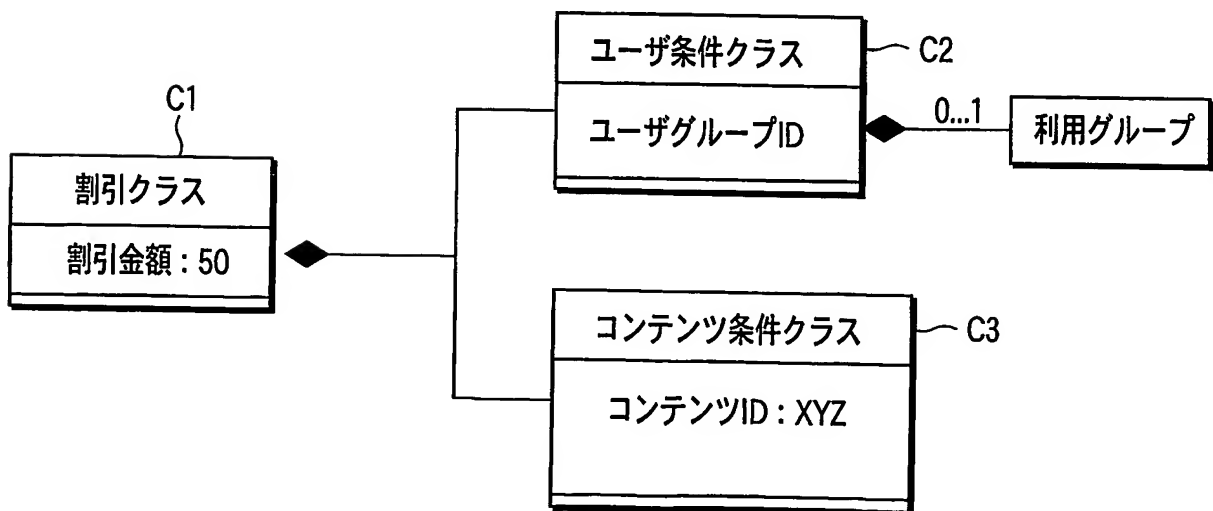 C1
割引クラス
割引金額：50
ユーザ条件クラス
C2
ユーザグループID
0...1
利用グループ
コンテンツ条件クラス
C3
コンテンツID：XYZ